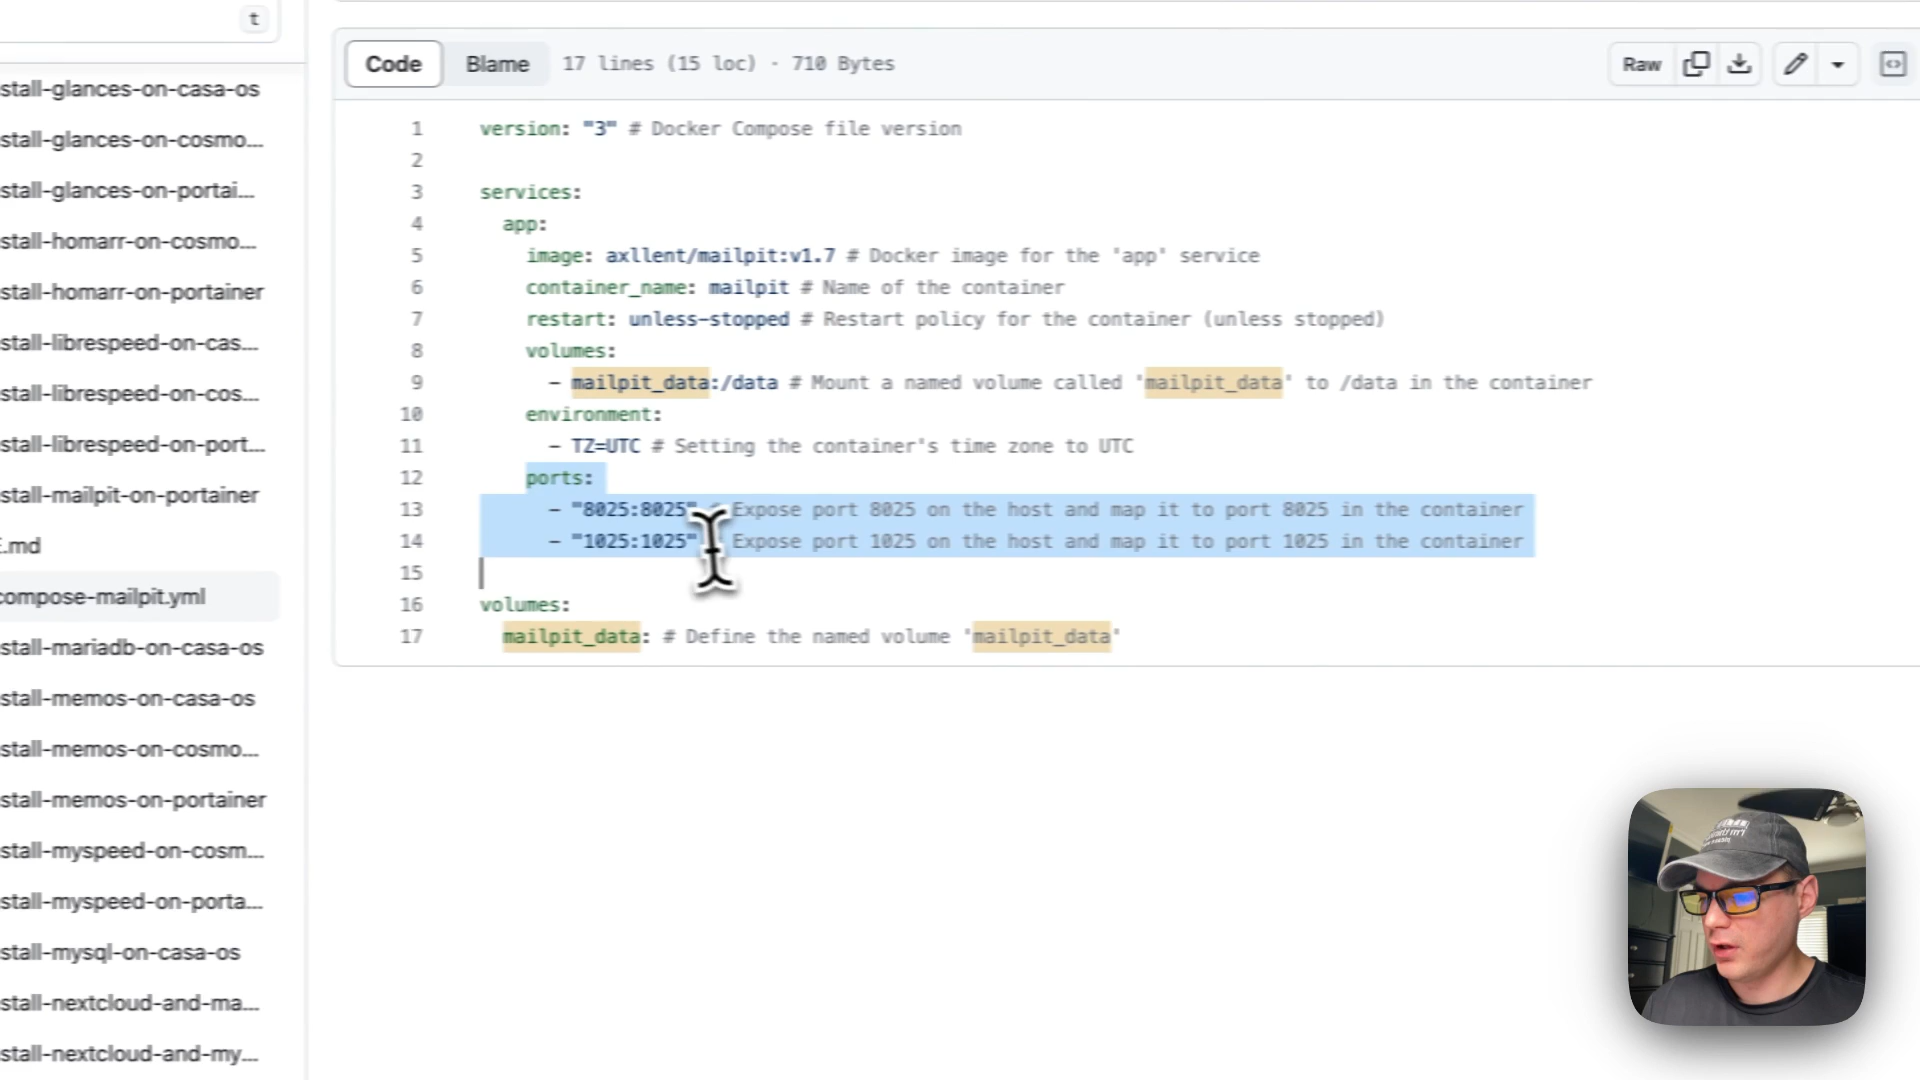 t
stall-glances-on-casa-os
stall-glances-on-cosmo...
stall-glances-on-portai...
stall-homarr-on-cosmo...
stall-homarr-on-portainer
stall-librespeed-on-cas...
stall-librespeed-on-cos...
stall-librespeed-on-port...
stall-mailpit-on-portainer
E.md
compose-mailpit.yml
stall-mariadb-on-casa-os
stall-memos-on-casa-os
stall-memos-on-cosmo...
stall-memos-on-portainer
stall-myspeed-on-cosm...
stall-myspeed-on-porta...
stall-mysql-on-casa-os
stall-nextcloud-and-ma...
stall-nextcloud-and-my...
Code Blame 17 lines (15 loc) · 710 Bytes Raw
1 version: "3" # Docker Compose file version
2
3 services:
4 app:
5 image: axllent/mailpit:v1.7 # Docker image for the 'app' service
6 container_name: mailpit # Name of the container
7 restart: unless-stopped # Restart policy for the container (unless stopped)
8 volumes:
9 - mailpit_data:/data # Mount a named volume called 'mailpit_data' to /data in the container
10 environment:
11 - TZ=UTC # Setting the container's time zone to UTC
12 ports:
13 - "8025:8025" # Expose port 8025 on the host and map it to port 8025 in the container
14 - "1025:1025" Expose port 1025 on the host and map it to port 1025 in the container
15
16 volumes:
17 mailpit_data: # Define the named volume 'mailpit_data'